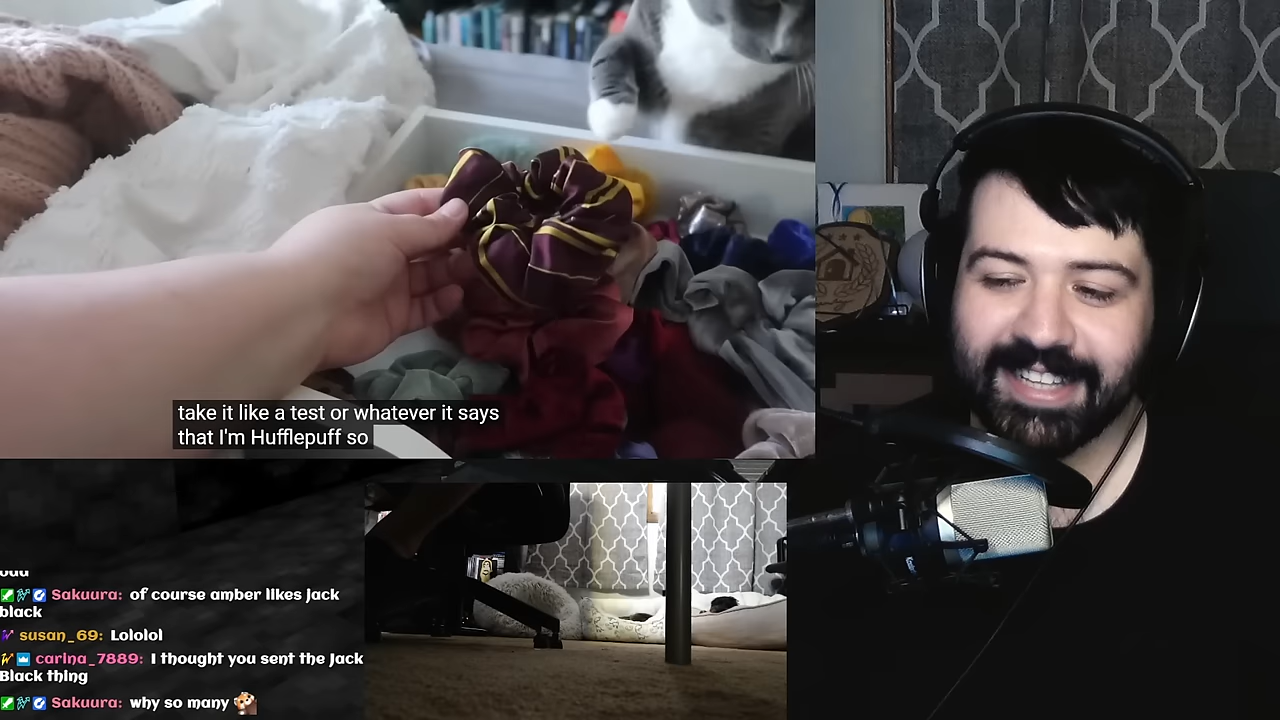 take it like a test or whatever it says
that I'm Hufflepuff so
Sakuura: of course amber likes Jack
black
susan_69: Lololol
carina_7889: I thought you sent the Jack
Black thing
Sakuura: why so many